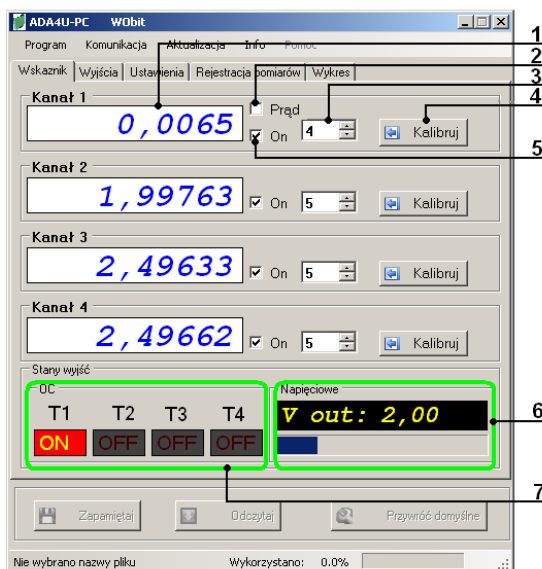 ADA4U-PC WObit
Program Komunikacja Aktualizacja Info Pomoc
Wskaznik Wyjścia Ustawienia Rejestracja pomiarów Wykres
1
2
3
4
5
6
7
Kanał 1
0,0065
Prąd
On 4 Kalibruj
Kanał 2
1,99763 On 5 Kalibruj
Kanał 3
2,49633 On 5 Kalibruj
Kanał 4
2,49662 On 5 Kalibruj
Stany wyjść
OC
T1 T2 T3 T4
ON OFF OFF OFF
Napięciowe
V out: 2,00
Zapamiętaj Odczytaj Przywróć domyślne
Nie wybrano nazwy pliku Wykorzystano: 0.0%